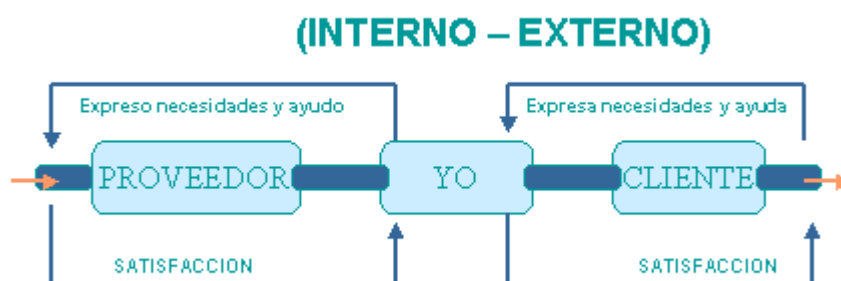 (INTERNO – EXTERNO)
Expreso necesidades y ayudo
Expresa necesidades y ayuda
PROVEEDOR
YO
CLIENTE
SATISFACCION
SATISFACCION